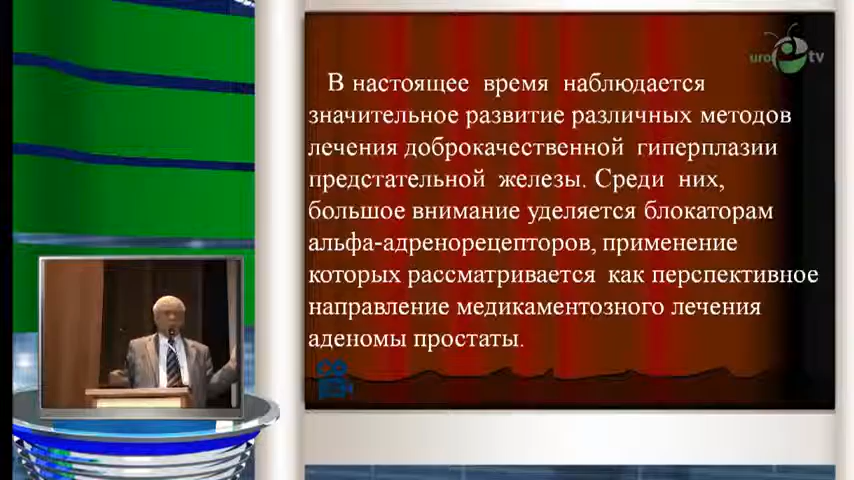 uro tv
В настоящее время наблюдается
значительное развитие различных методов
лечения доброкачественной гиперплазии
предстательной железы. Среди них,
большое внимание уделяется блокаторам
альфа-адренорецепторов, применение
которых рассматривается как перспективное
направление медикаментозного лечения
аденомы простаты.